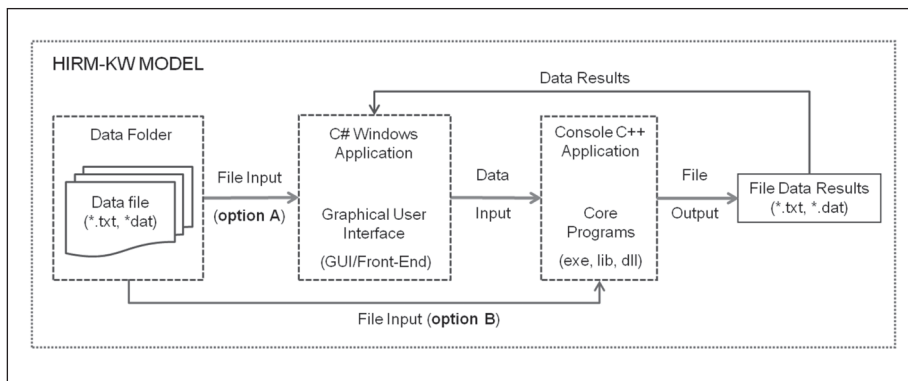 HIRM-KW MODEL
Data Results
Data Folder
Data file
(*.txt, *dat)
File Input
(option A)
C# Windows
Application
Graphical User
Interface
(GUI/Front-End)
Data
Input
Console C++
Application
Core
Programs
(exe, lib, dll)
File
Output
File Data Results
(*.txt, *.dat)
File Input (option B)